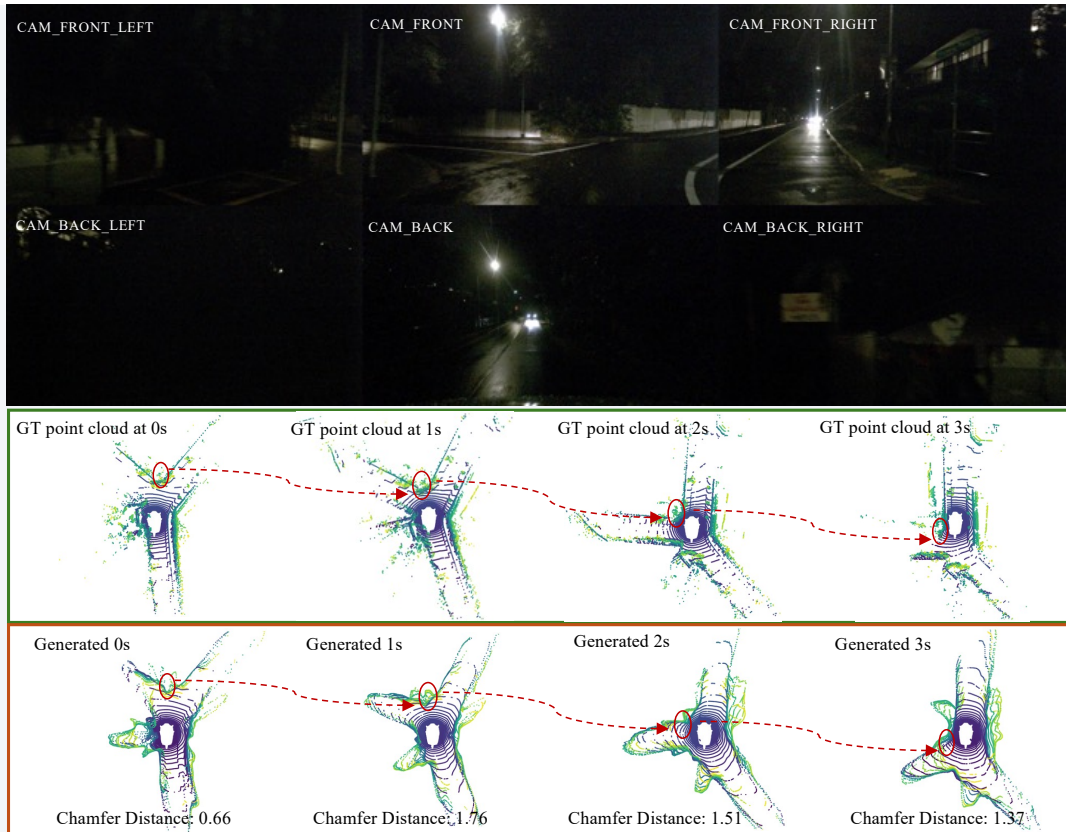 CAM_FRONT_LEFT
CAM_FRONT
CAM_FRONT_RIGHT
CAM_BACK_LEFT
CAM_BACK
CAM_BACK_RIGHT
GT point cloud at 0s
GT point cloud at 1s
GT point cloud at 2s
GT point cloud at 3s
Generated 0s
Generated 1s
Generated 2s
Generated 3s
Chamfer Distance: 0.66
Chamfer Distance: 1.76
Chamfer Distance: 1.51
Chamfer Distance: 1.37